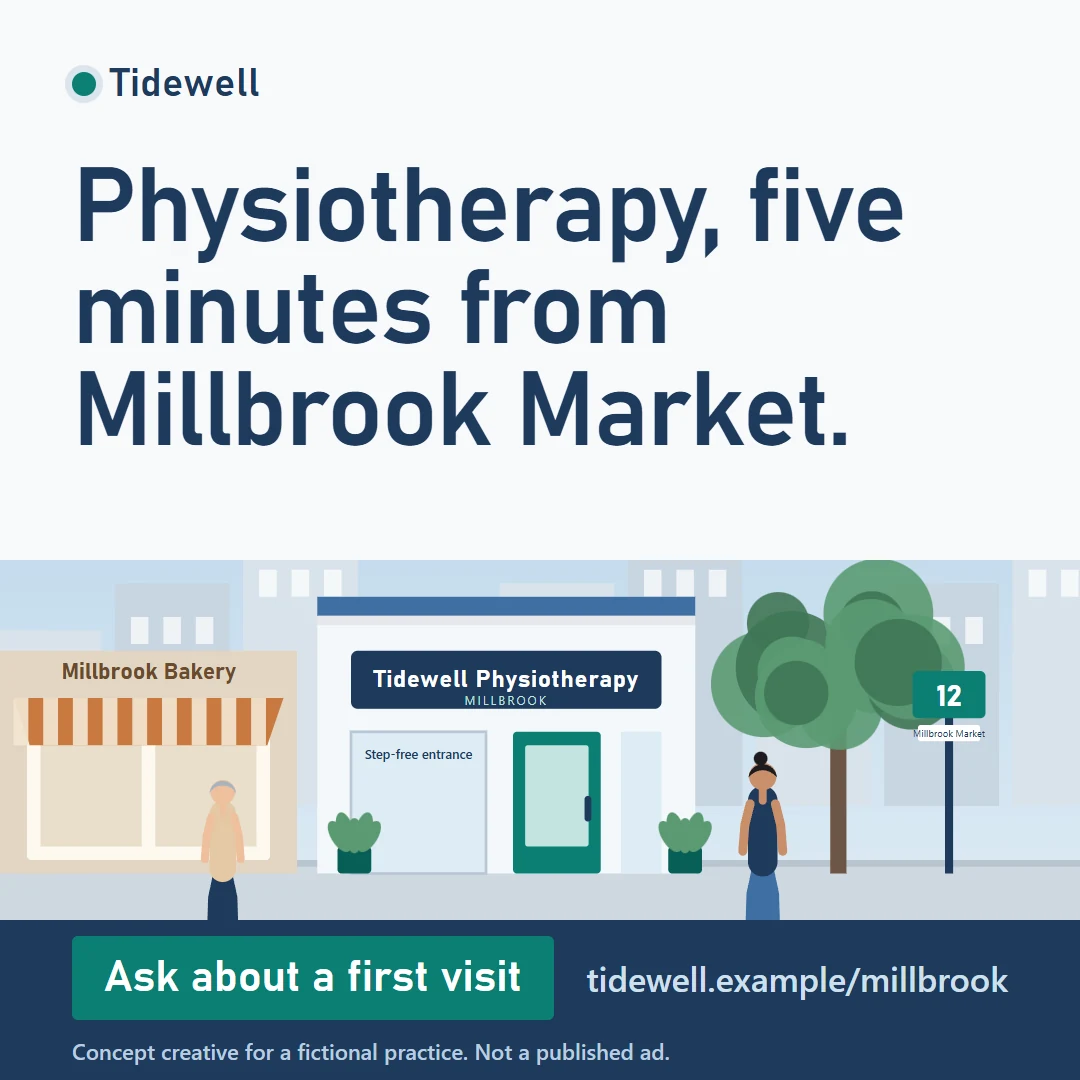 Tidewell
Physiotherapy, five
minutes from
Millbrook Market.
Millbrook Bakery
Tidewell Physiotherapy
MILLBROOK
Step-free entrance
12
Millbrook Market
Ask about a first visit
tidewell.example/millbrook
Concept creative for a fictional practice. Not a published ad.